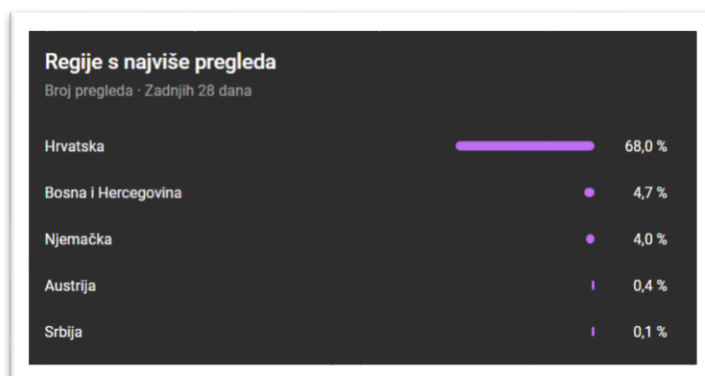 Regije s najviše pregleda
Broj pregleda · Zadnjih 28 dana
Hrvatska 68,0 %
Bosna i Hercegovina 4,7 %
Njemačka 4,0 %
Austrija 0,4 %
Srbija 0,1 %